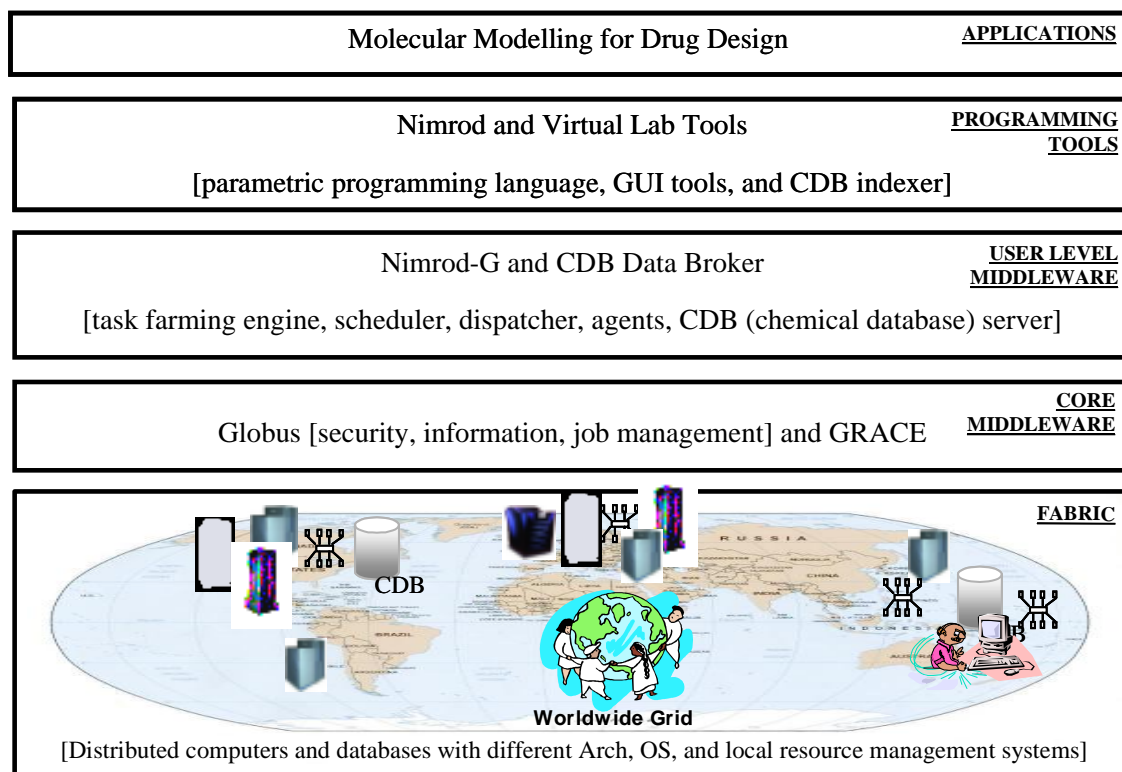 Molecular Modelling for Drug Design
APPLICATIONS
Nimrod and Virtual Lab Tools
PROGRAMMING
TOOLS
[parametric programming language, GUI tools, and CDB indexer]
Nimrod-G and CDB Data Broker
USER LEVEL
MIDDLEWARE
[task farming engine, scheduler, dispatcher, agents, CDB (chemical database) server]
CORE
MIDDLEWARE
Globus [security, information, job management] and GRACE
FABRIC
RUSSIA
CHINA
CDB
BRAZIL
Worldwide Grid
[Distributed computers and databases with different Arch, OS, and local resource management systems]